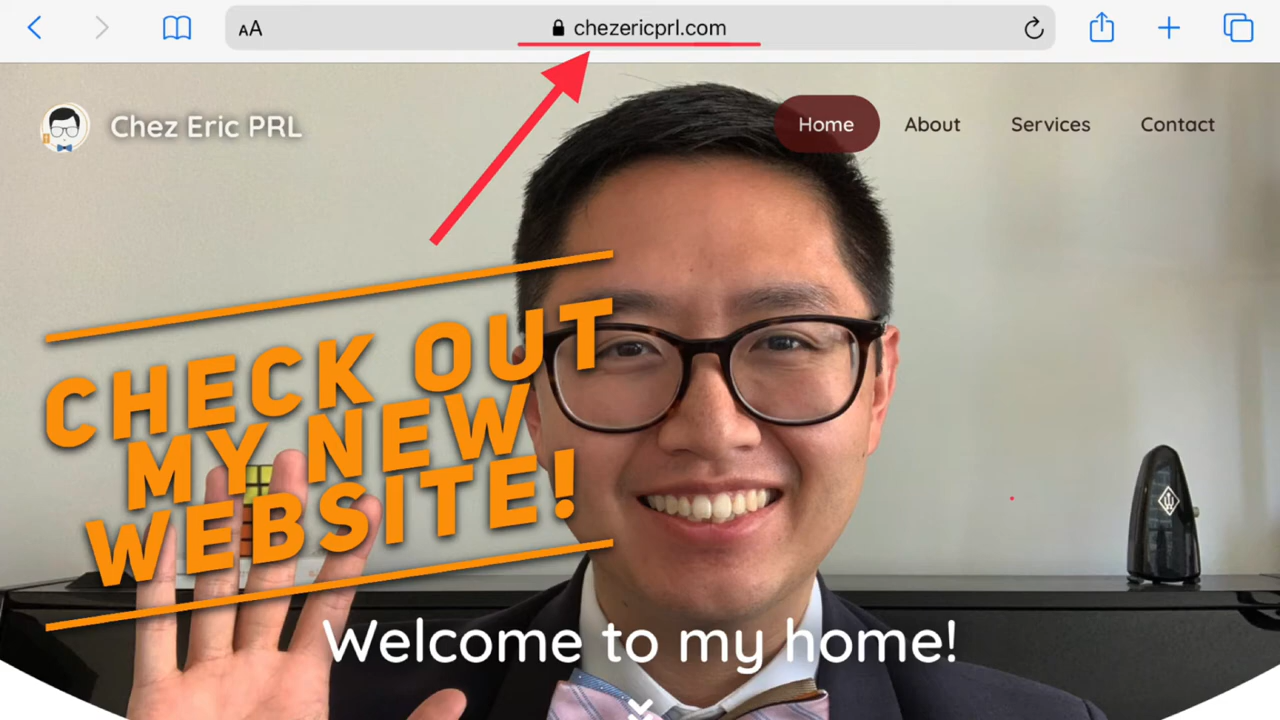 AA
chezericprl.com
Chez Eric PRL
Home
About
Services
Contact
CHECK OUT
MY NEW
WEBSITE!
Welcome to my home!